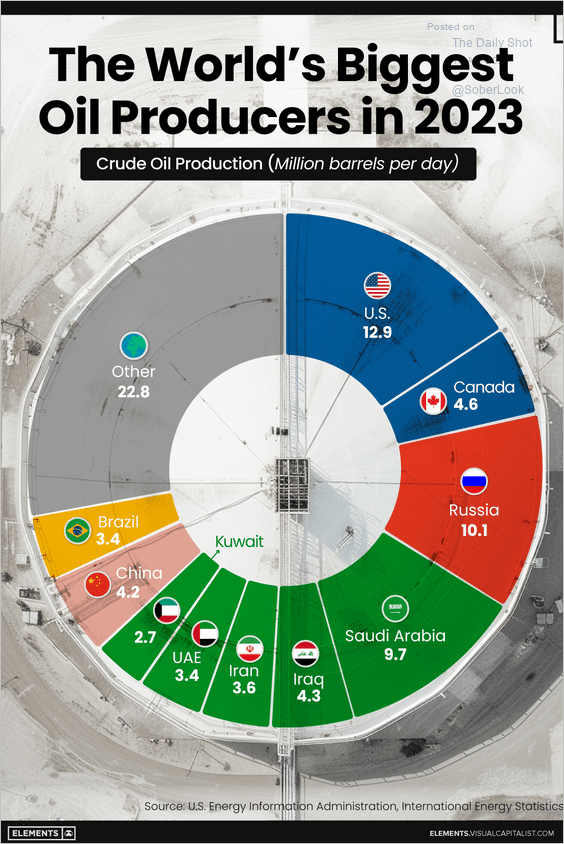 Posted on
The Daily Shot
@SoberLook
The World's Biggest
Oil Producers in 2023
Crude Oil Production (Million barrels per day)
U.S.
12.9
Canada
4.6
Russia
10.1
Saudi Arabia
9.7
Iraq
4.3
Iran
3.6
UAE
3.4
Kuwait
2.7
China
4.2
Brazil
3.4
Other
22.8
Source: U.S. Energy Information Administration, International Energy Statistics
ELEMENTS
ELEMENTS.VISUALCAPITALIST.COM